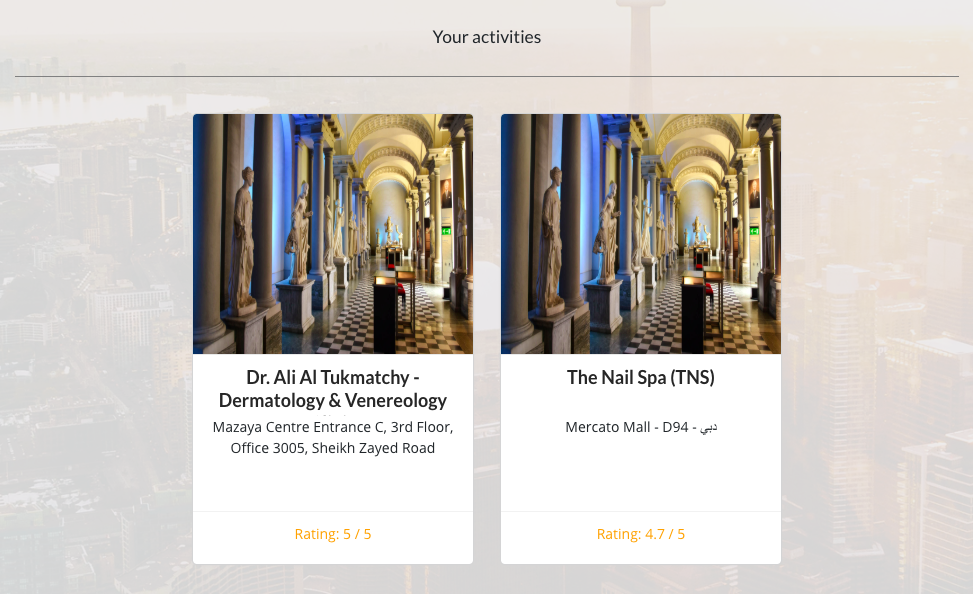 Your activities
Dr. Ali Al Tukmatchy -
Dermatology & Venereology
Mazaya Centre Entrance C, 3rd Floor,
Office 3005, Sheikh Zayed Road
Rating: 5 / 5
The Nail Spa (TNS)
Mercato Mall - D94 - دبي
Rating: 4.7 / 5